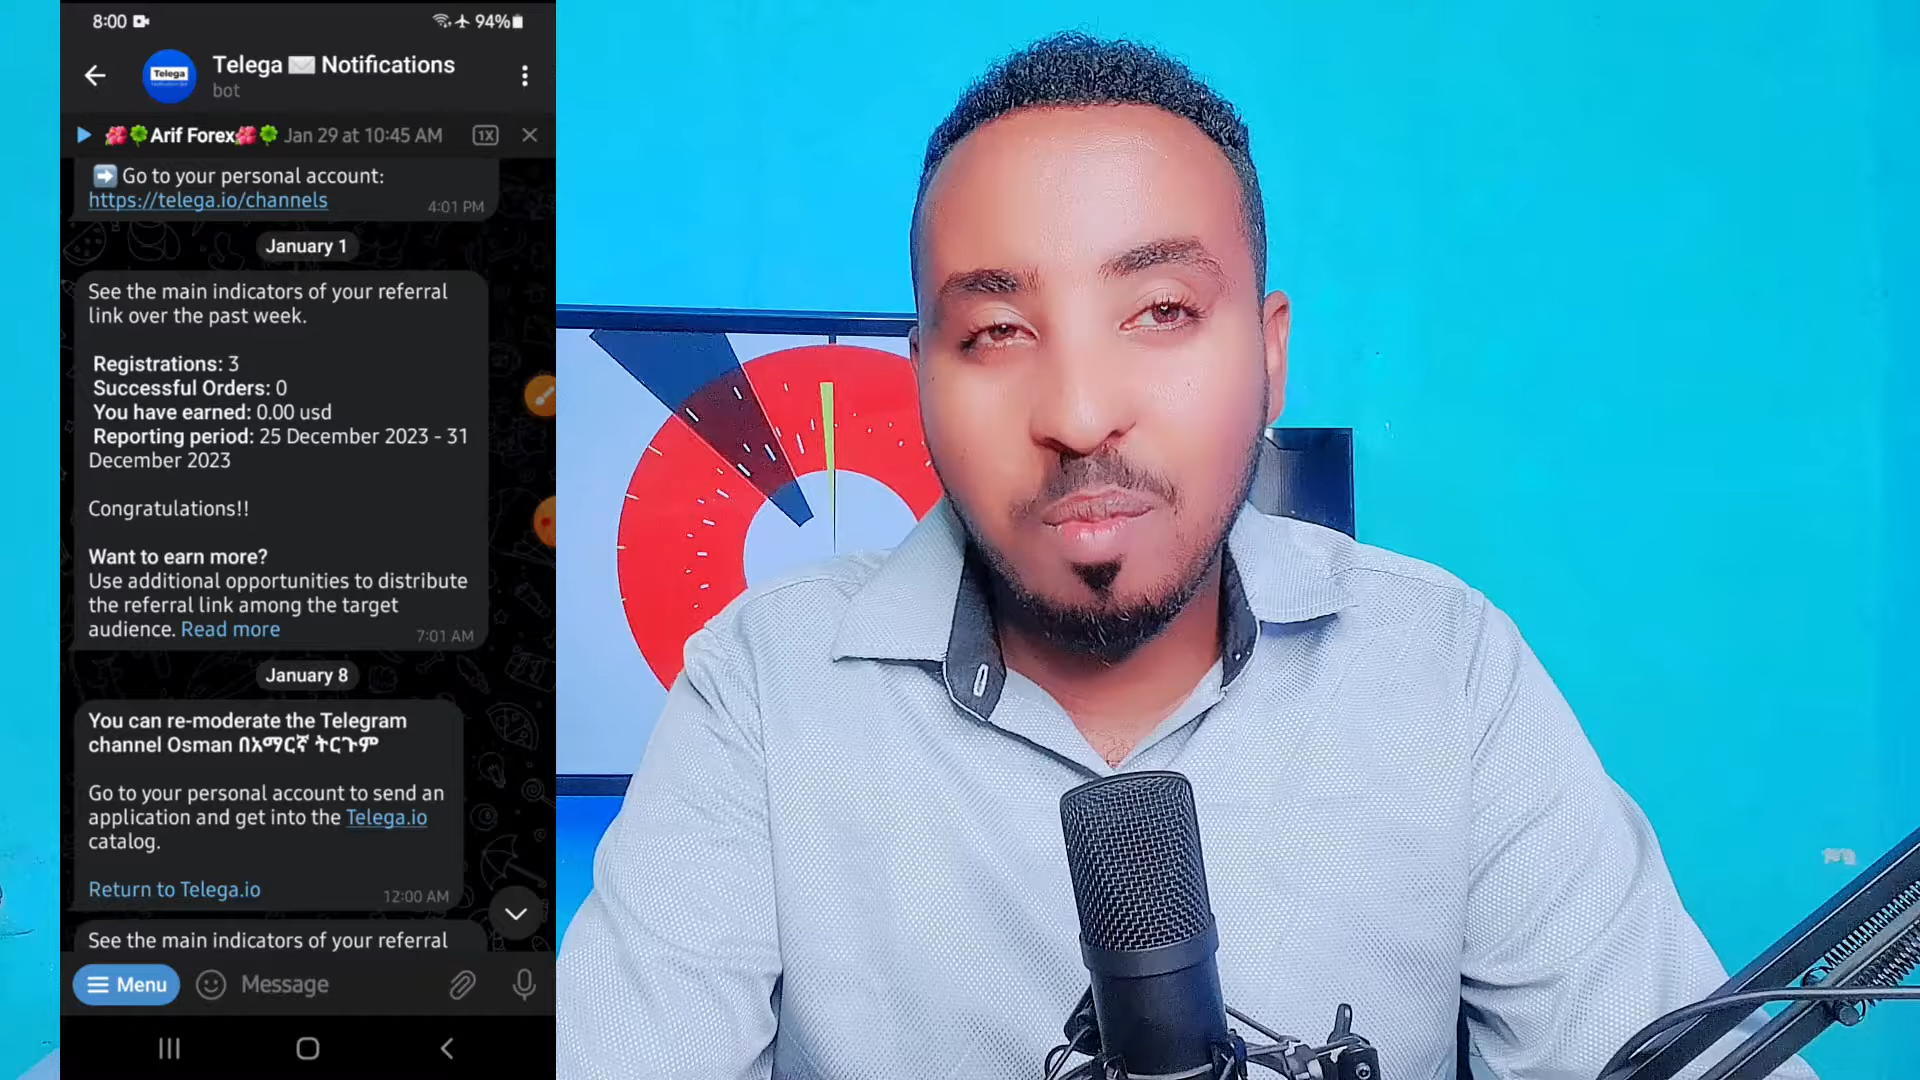 8:00
94%
Telega Notifications
bot
Telega
Arif Forex Jan 29 at 10:45 AM
1X
Go to your personal account:
https://telega.io/channels
4:01 PM
January 1
See the main indicators of your referral
link over the past week.
Registrations: 3
Successful Orders: 0
You have earned: 0.00 usd
Reporting period: 25 December 2023 - 31
December 2023
Congratulations!!
Want to earn more?
Use additional opportunities to distribute
the referral link among the target
audience. Read more
7:01 AM
January 8
You can re-moderate the Telegram
channel Osman በአማርኛ ትርጉም
Go to your personal account to send an
application and get into the Telega.io
catalog.
Return to Telega.io
12:00 AM
See the main indicators of your referral
Menu
Message